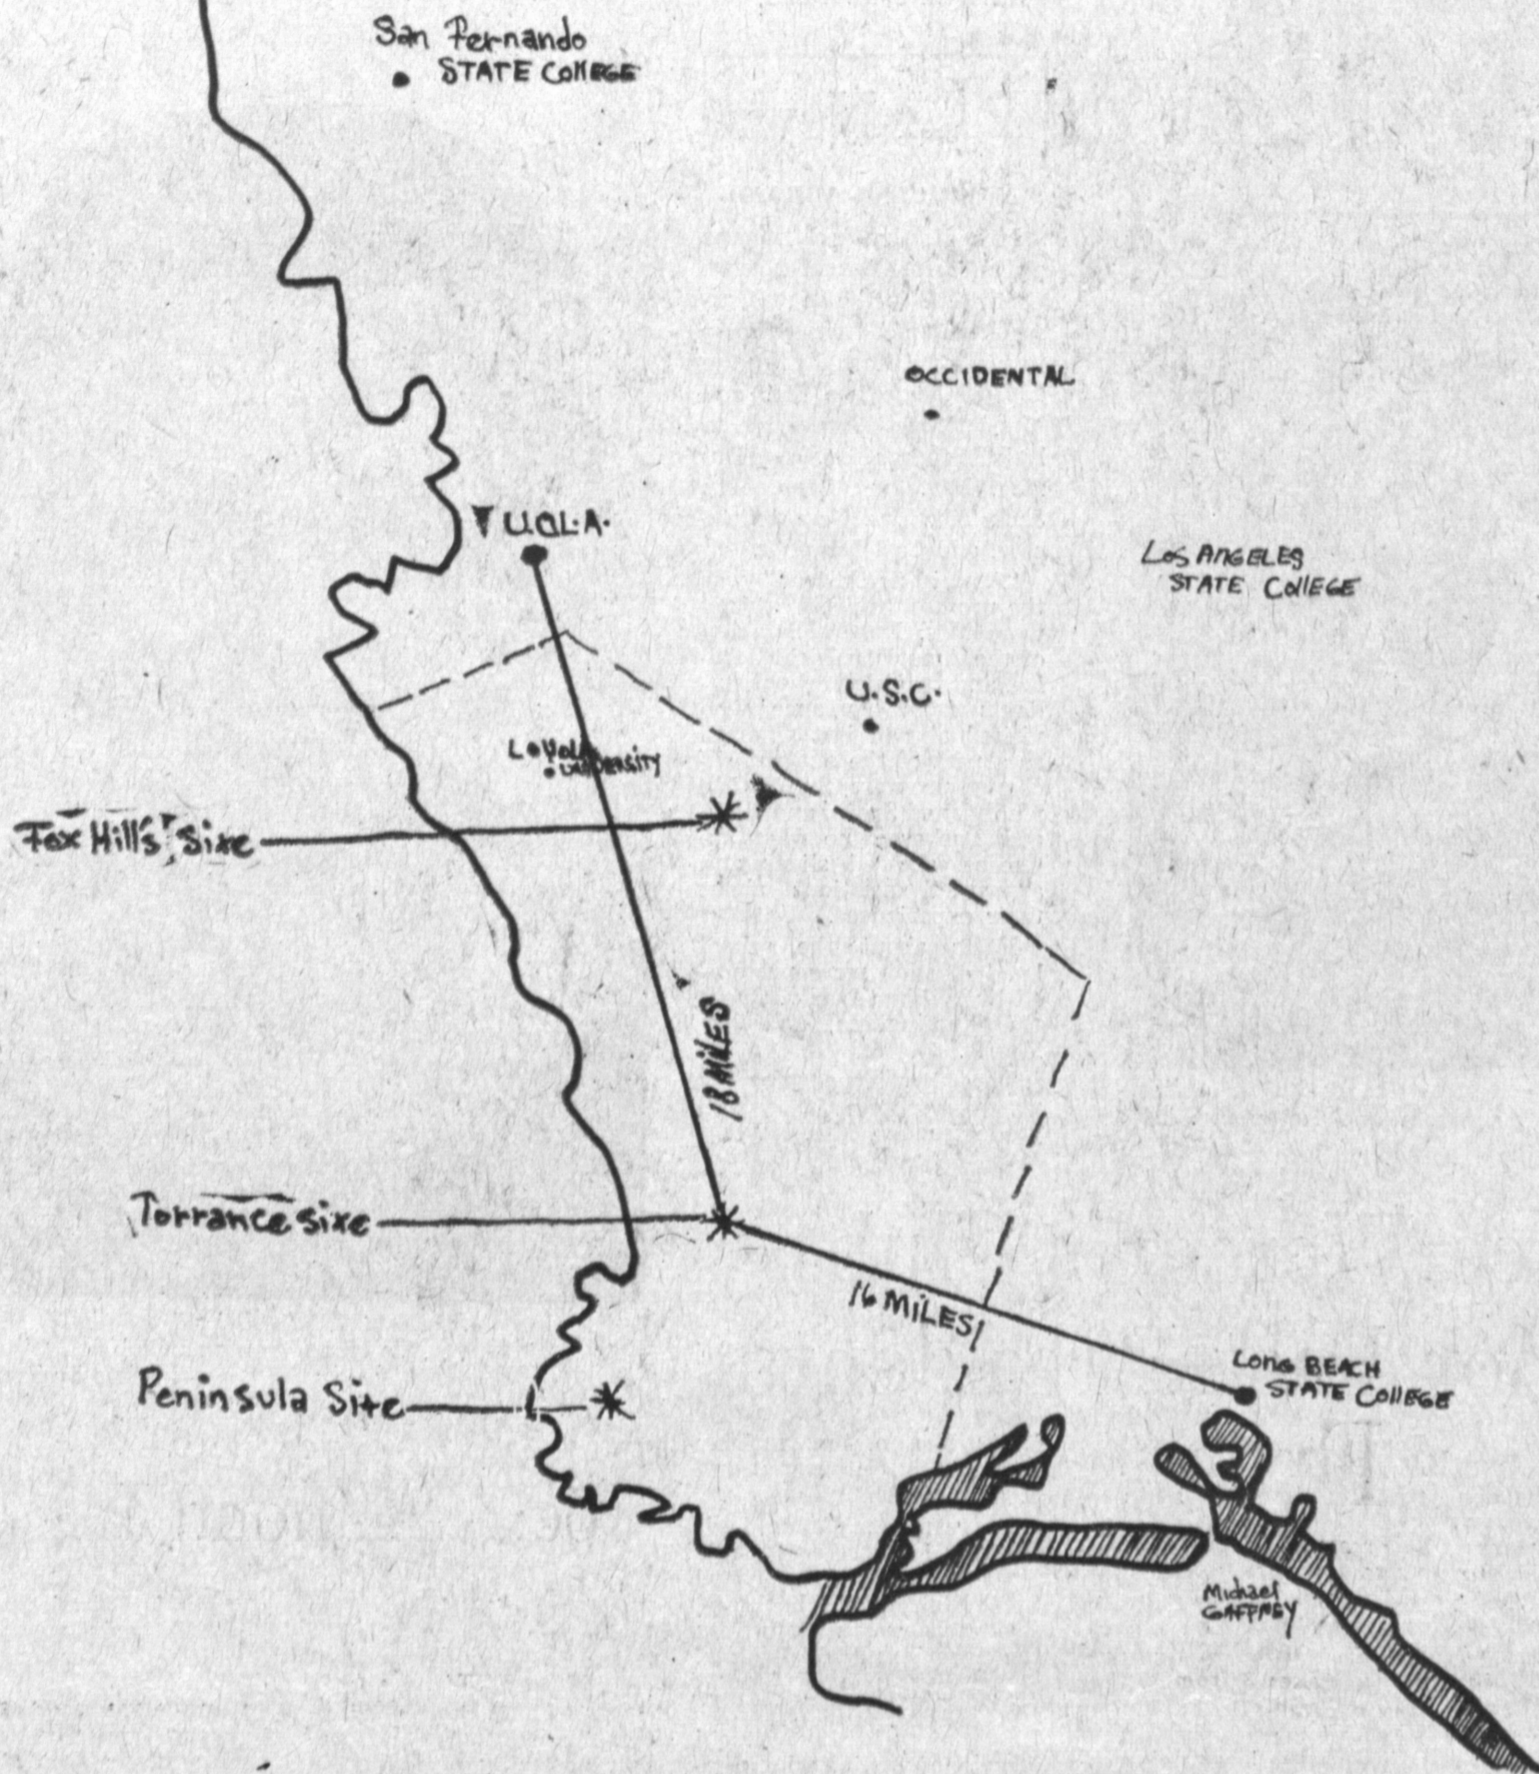 San Fernando
STATE COllEGE
OCCIDENTAL
U.C.L.A.
Los ANGELES
STATE CollEGE
U.S.C.
LOYOLA
UNIVERSITY
Fox Hills Site
18 MiLES
Torrance site
16 MiLES
Peninsula Site
LONG BEACH
STATE COllEGE
Michael
GAFFNEY